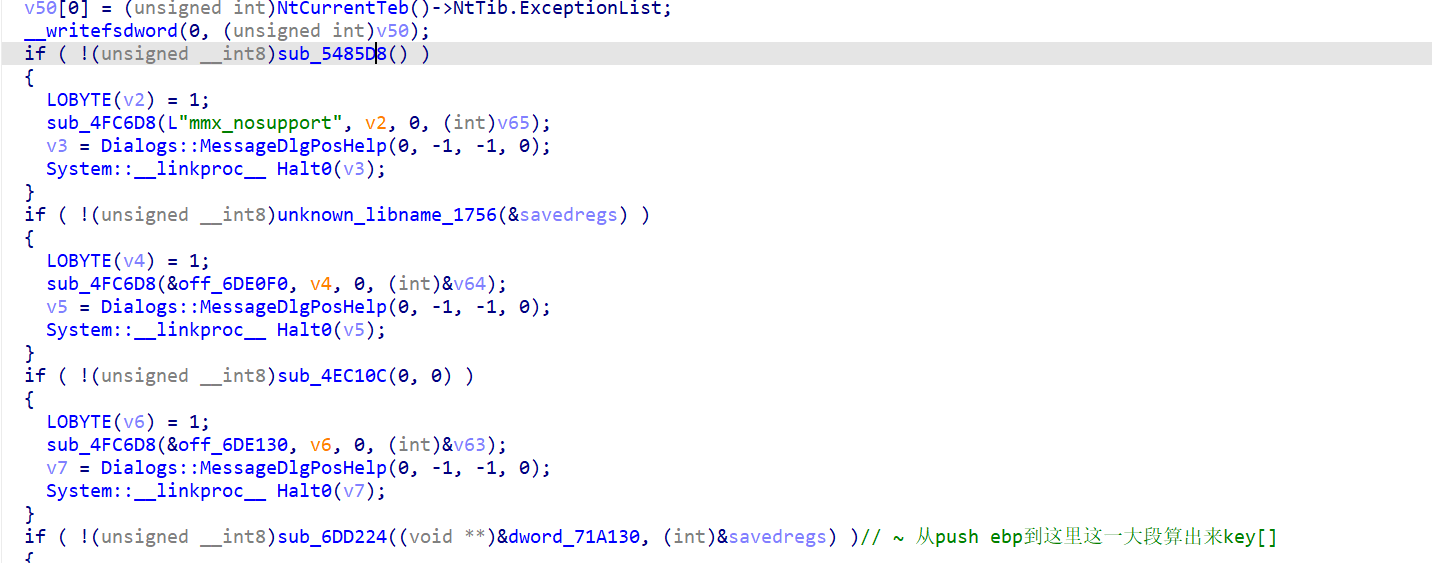 v50[0] = (unsigned int)NtCurrentTeb()->NtTib.ExceptionList;
__writefsdword(0, (unsigned int)v50);
if ( !(unsigned __int8)sub_5485D8() )
{
LOBYTE(v2) = 1;
sub_4FC6D8(L"mmx_nosupport", v2, 0, (int)v65);
v3 = Dialogs::MessageDlgPosHelp(0, -1, -1, 0);
System::__linkproc__ Halt0(v3);
}
if ( !(unsigned __int8)unknown_libname_1756(&savedregs) )
{
LOBYTE(v4) = 1;
sub_4FC6D8(&off_6DE0F0, v4, 0, (int)&v64);
v5 = Dialogs::MessageDlgPosHelp(0, -1, -1, 0);
System::__linkproc__ Halt0(v5);
}
if ( !(unsigned __int8)sub_4EC10C(0, 0) )
{
LOBYTE(v6) = 1;
sub_4FC6D8(&off_6DE130, v6, 0, (int)&v63);
v7 = Dialogs::MessageDlgPosHelp(0, -1, -1, 0);
System::__linkproc__ Halt0(v7);
}
if ( !(unsigned __int8)sub_6DD224((void **)&dword_71A130, (int)&savedregs) )// ~ 从push ebp到这里这一大段算出来key[]
{